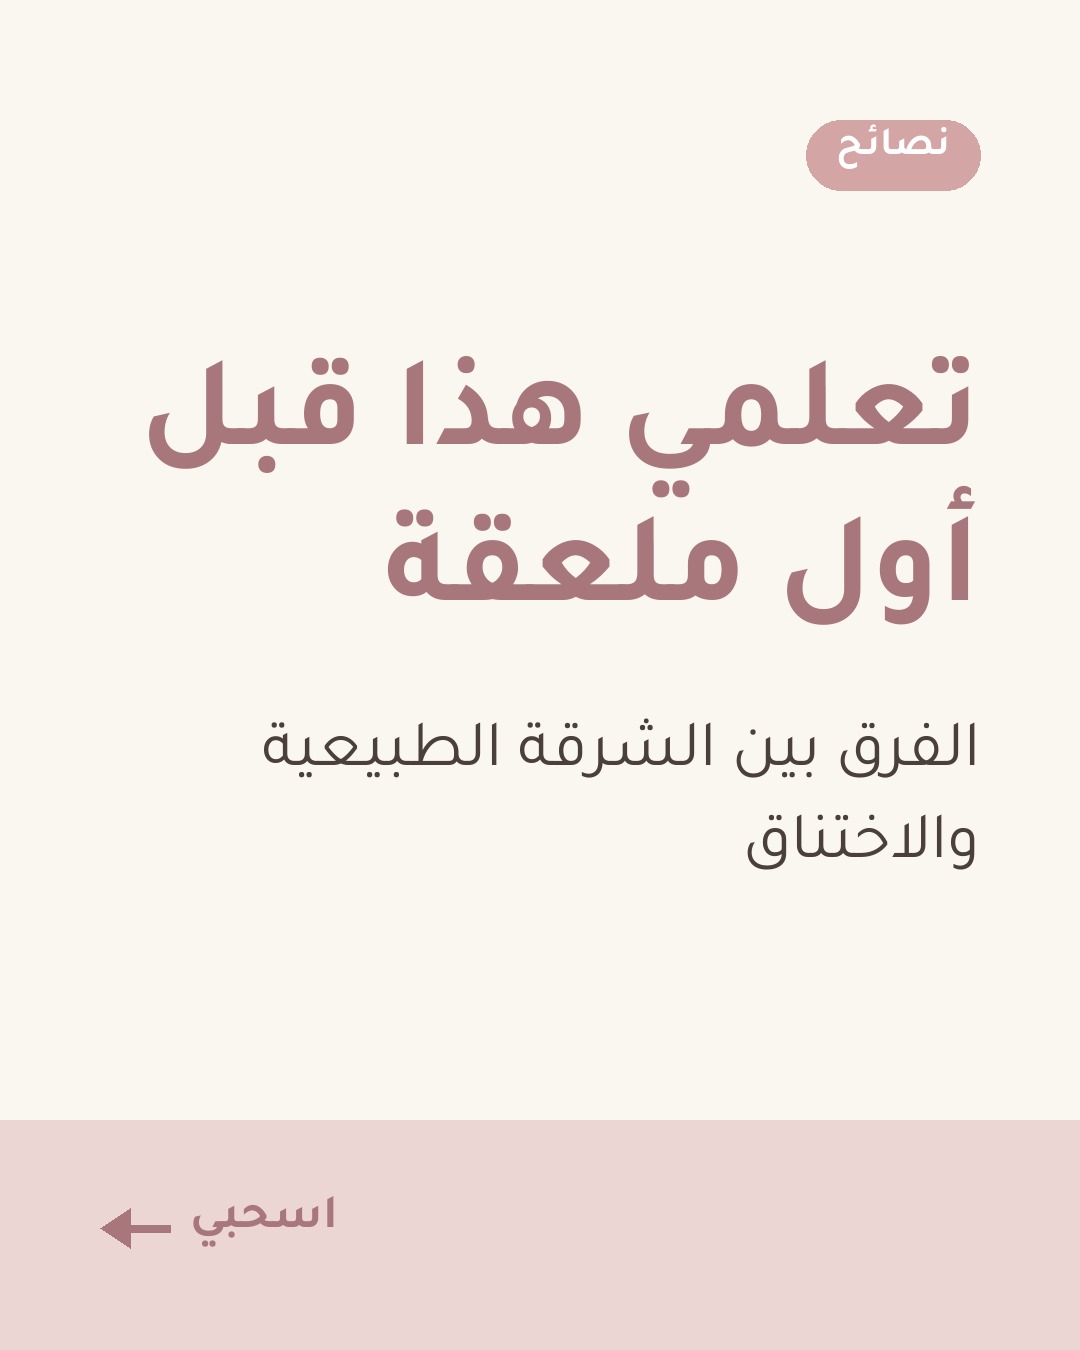 نصائح
تعلمي هذا قبل
أول ملعقة
الفرق بين الشرقة الطبيعية
والاختناق
اسحبي